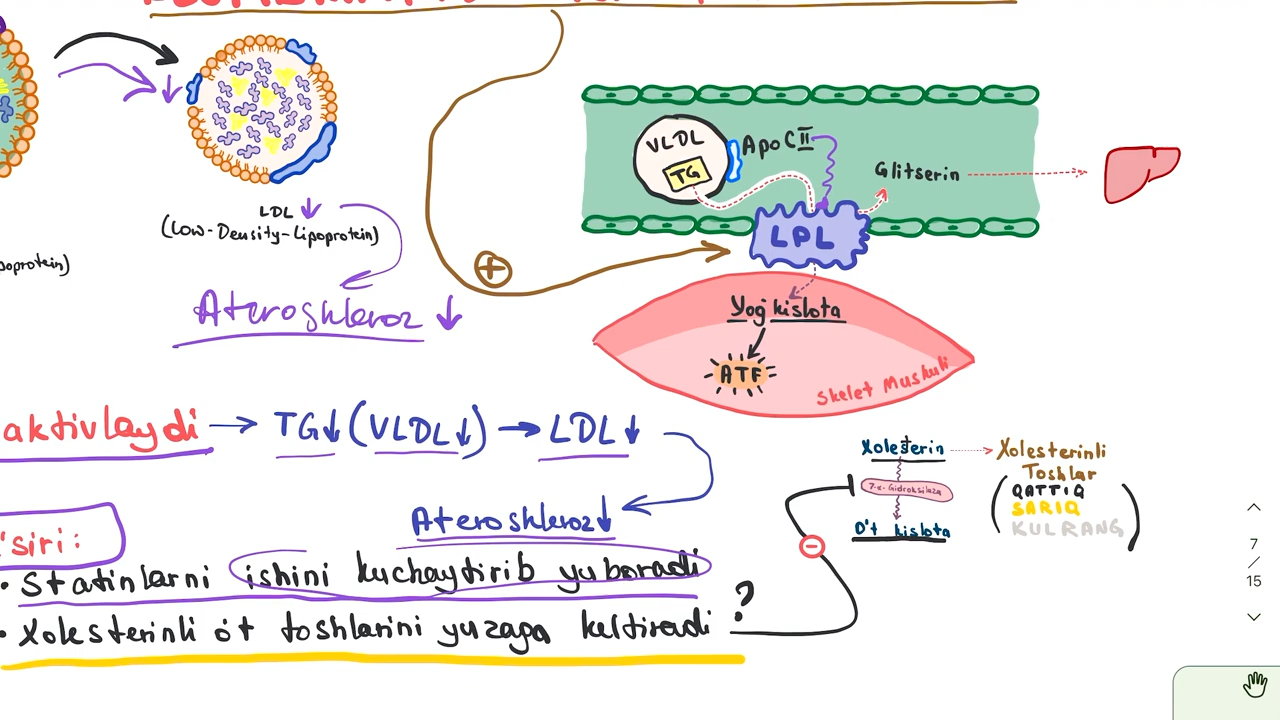 LDL ↓
(Low-Density-Lipoprotein)
oprotein)
Ateroskleroz ↓
VLDL
TG
ApoCII
Glitserin
LPL
Yog'kislota
ATF
Skelet Muskuli
+
aktivlaydi → TG↓(VLDL↓) → LDL↓
Ateroskleroz↓
'siri:
• Statinlarni ishini kuchaytirib yuboradi
• Xolesterinli o't toshlarini yuzaga keltiradi ?
Xolesterin
Xolesterinli
Toshlar
(QATTIQ
SARIQ
KULRANG)
7-α-Gidroksilaza
O't kislota
−
7
/
15